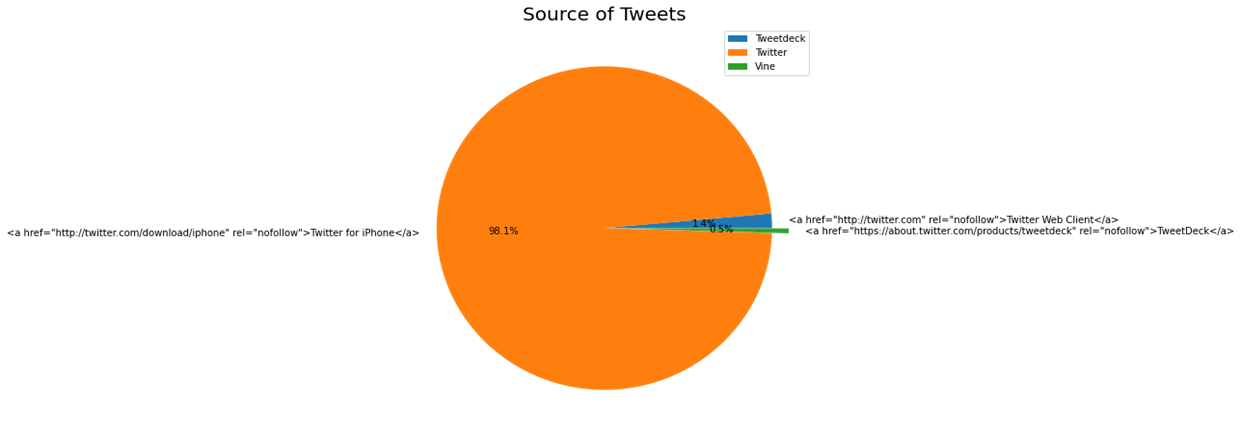 Source of Tweets
Tweetdeck
Twitter
Vine
1.4%
<a href="http://twitter.com" rel="nofollow">Twitter Web Client</a>
0.5%
<a href="https://about.twitter.com/products/tweetdeck" rel="nofollow">TweetDeck</a>
<a href="http://twitter.com/download/iphone" rel="nofollow">Twitter for iPhone</a>
98.1%